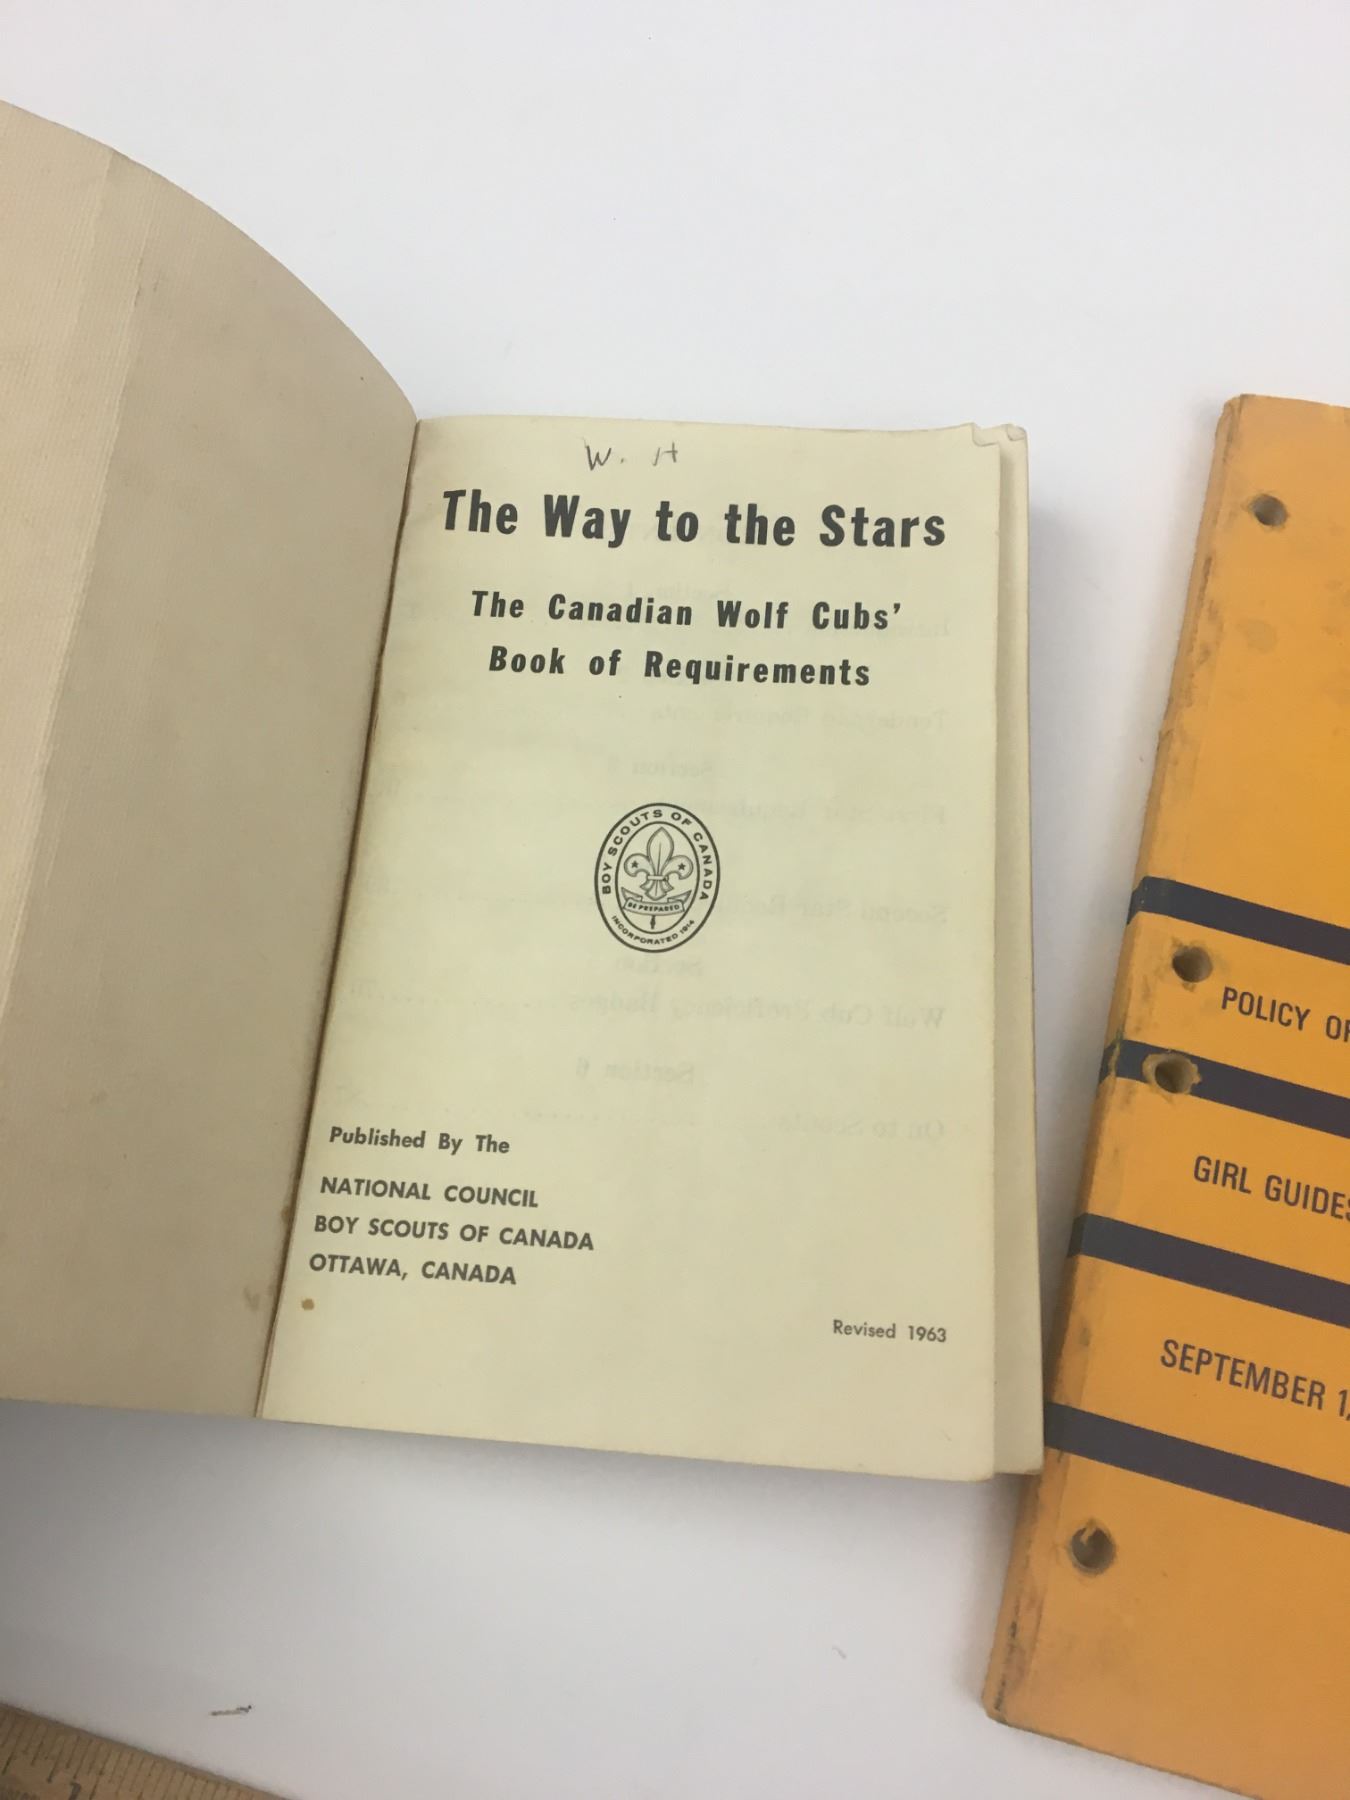 W. H
The Way to the Stars
The Canadian Wolf Cubs'
Book of Requirements
BOY SCOUTS OF CANADA
BE PREPARED
INCORPORATED 1914
Published By The
NATIONAL COUNCIL
BOY SCOUTS OF CANADA
OTTAWA, CANADA
Revised 1963
POLICY
GIRL GUIDES
SEPTEMBER 1,